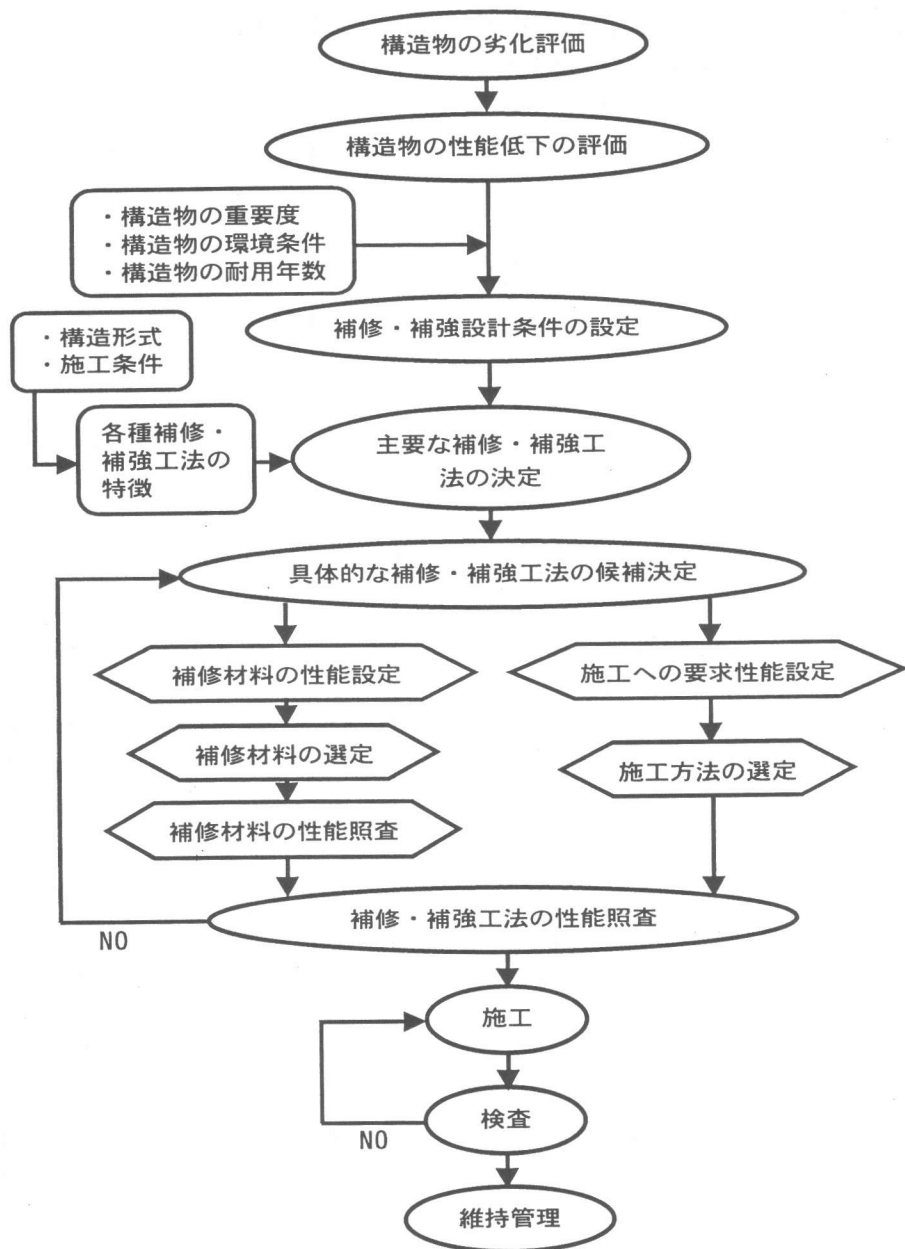 構造物の劣化評価
構造物の性能低下の評価
・構造物の重要度
・構造物の環境条件
・構造物の耐用年数
補修・補強設計条件の設定
・構造形式
・施工条件
各種補修・
補強工法の
特徴
主要な補修・補強工
法の決定
具体的な補修・補強工法の候補決定
補修材料の性能設定
施工への要求性能設定
補修材料の選定
施工方法の選定
補修材料の性能照査
補修・補強工法の性能照査
NO
施工
検査
NO
維持管理